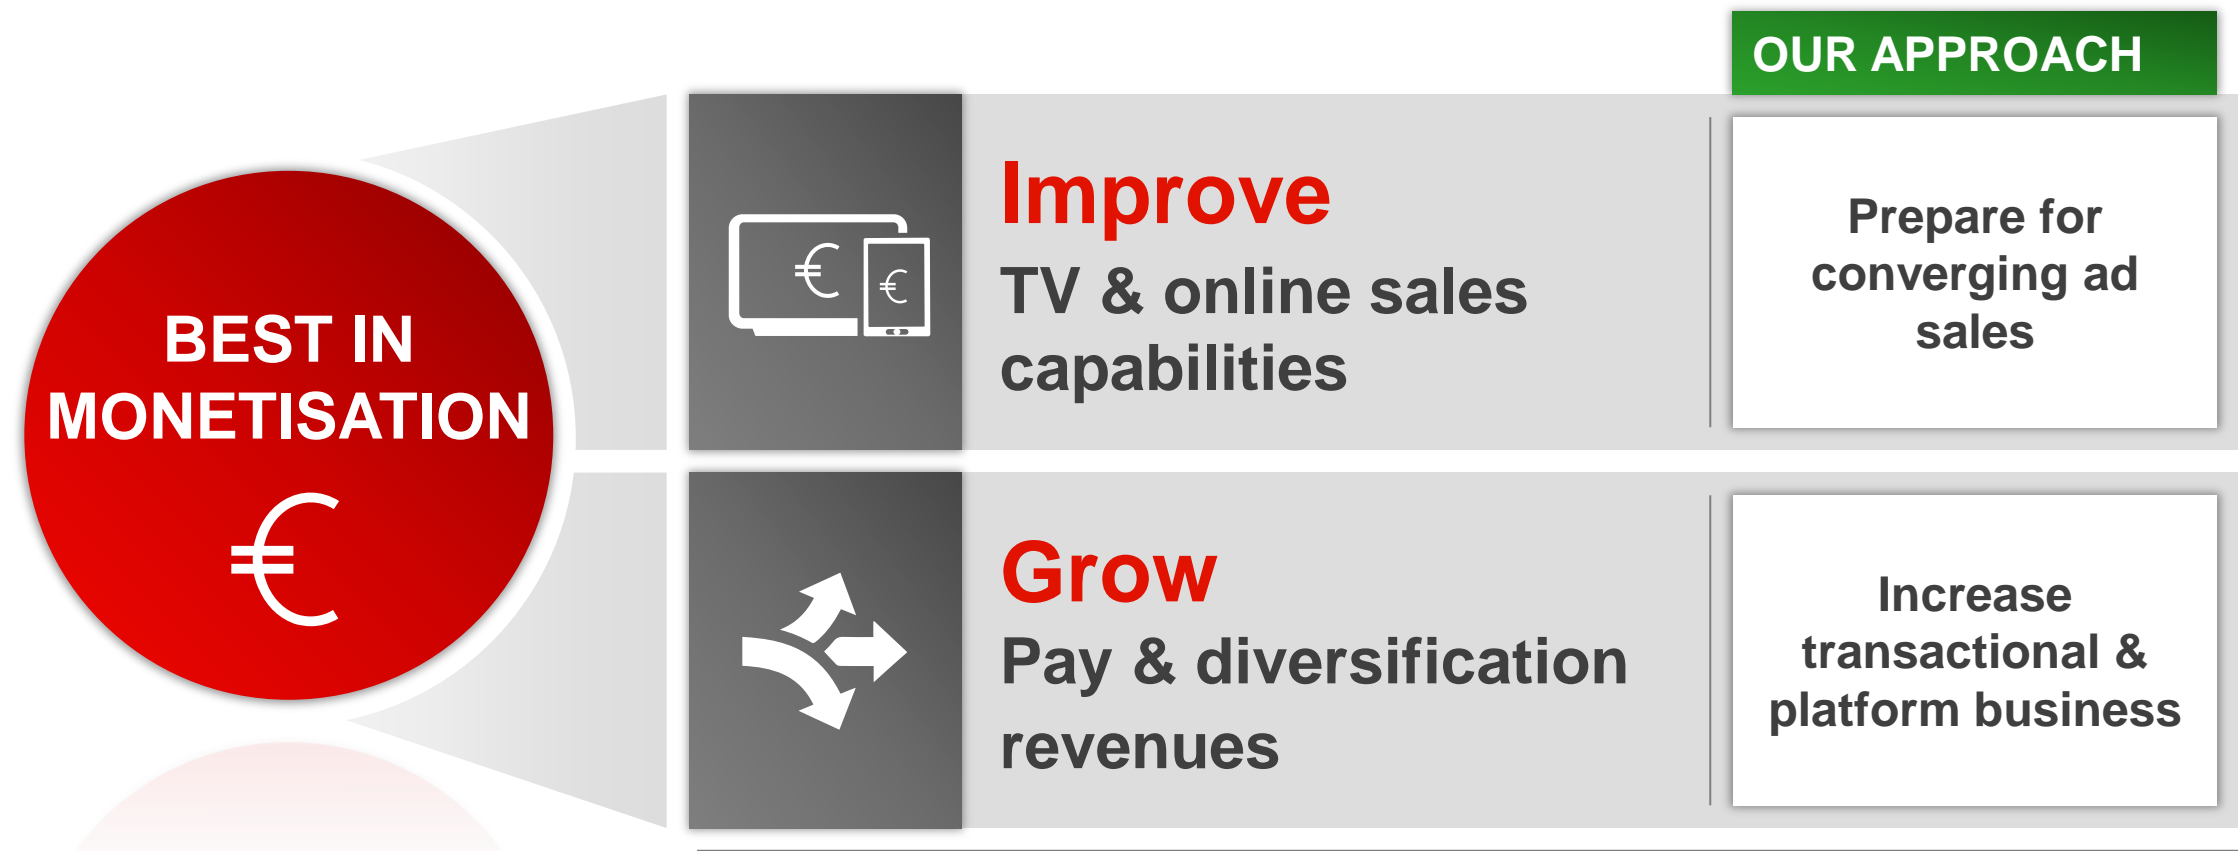 OUR APPROACH
BEST IN
MONETISATION
€
€
€
Improve
TV & online sales
capabilities
Prepare for
converging ad
sales
Grow
Pay & diversification
revenues
Increase
transactional &
platform business